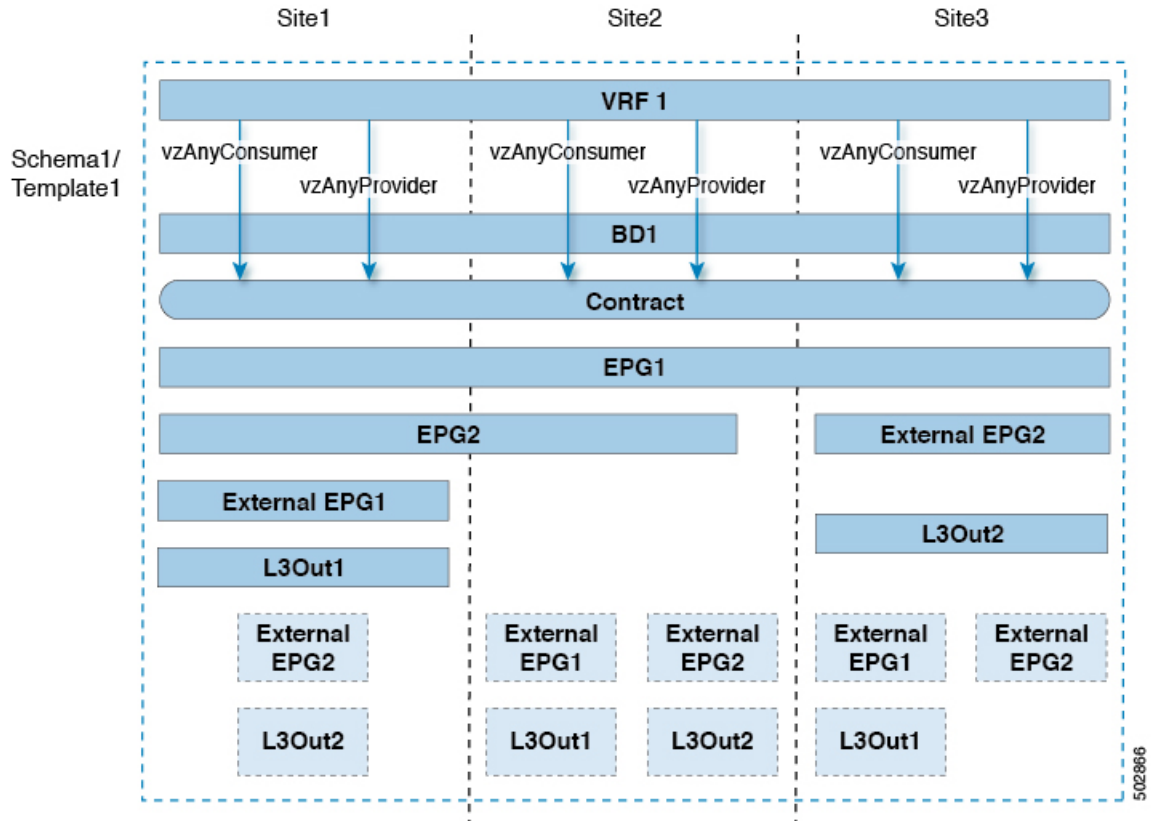 Site1 Site2 Site3
VRF 1
Schema1/
Template1
vzAnyConsumer vzAnyConsumer vzAnyConsumer
vzAnyProvider vzAnyProvider vzAnyProvider
BD1
Contract
EPG1
EPG2 External EPG2
External EPG1
L3Out2
L3Out1
External External External External External
EPG2 EPG1 EPG2 EPG1 EPG2
L3Out2 L3Out1 L3Out2 L3Out1
502866